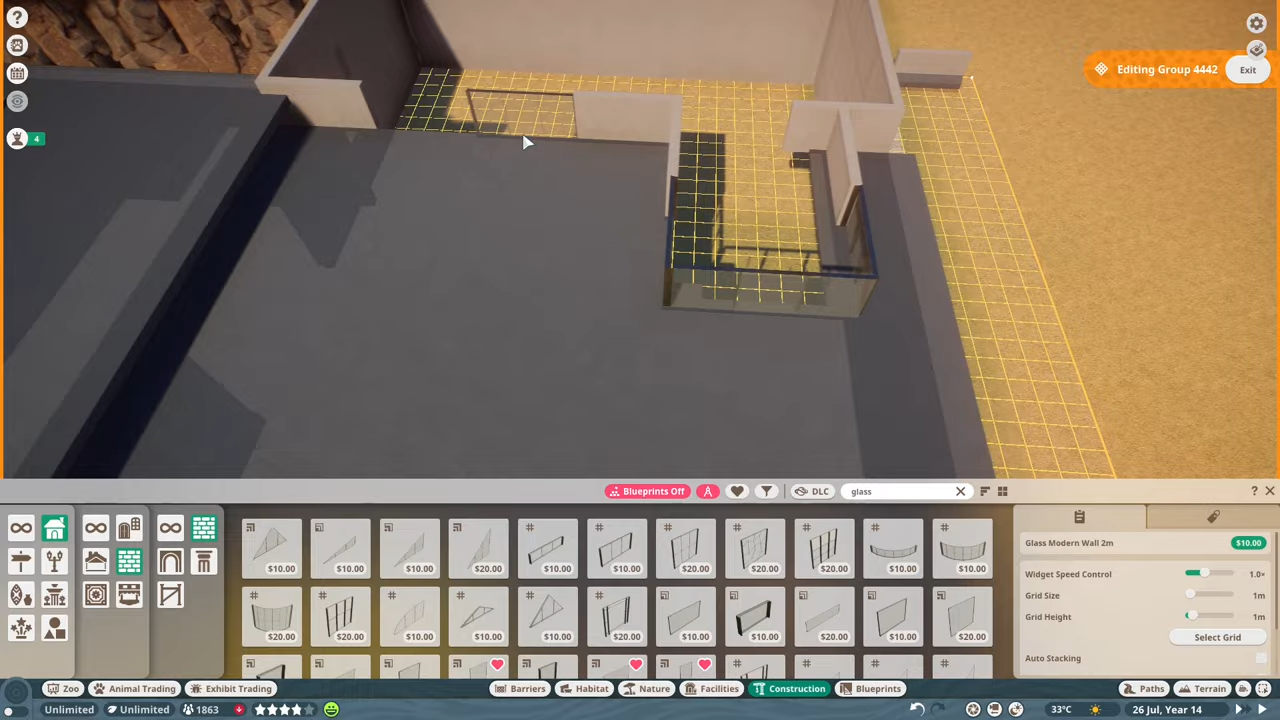 ?
Editing Group 4442
Exit
4
Blueprints Off
DLC
glass
?
$10.00 $10.00 $10.00 $20.00 $10.00 $10.00 $20.00 $20.00 $20.00 $10.00 $10.00
$20.00 $20.00 $10.00 $10.00 $10.00 $20.00 $10.00 $10.00 $20.00 $10.00 $20.00
Glass Modern Wall 2m $10.00
Widget Speed Control 1.0×
Grid Size 1m
Grid Height 1m
Select Grid
Auto Stacking
Zoo Animal Trading Exhibit Trading Barriers Habitat Nature Facilities Construction Blueprints Paths Terrain
Unlimited Unlimited 1863 33°C 26 Jul, Year 14